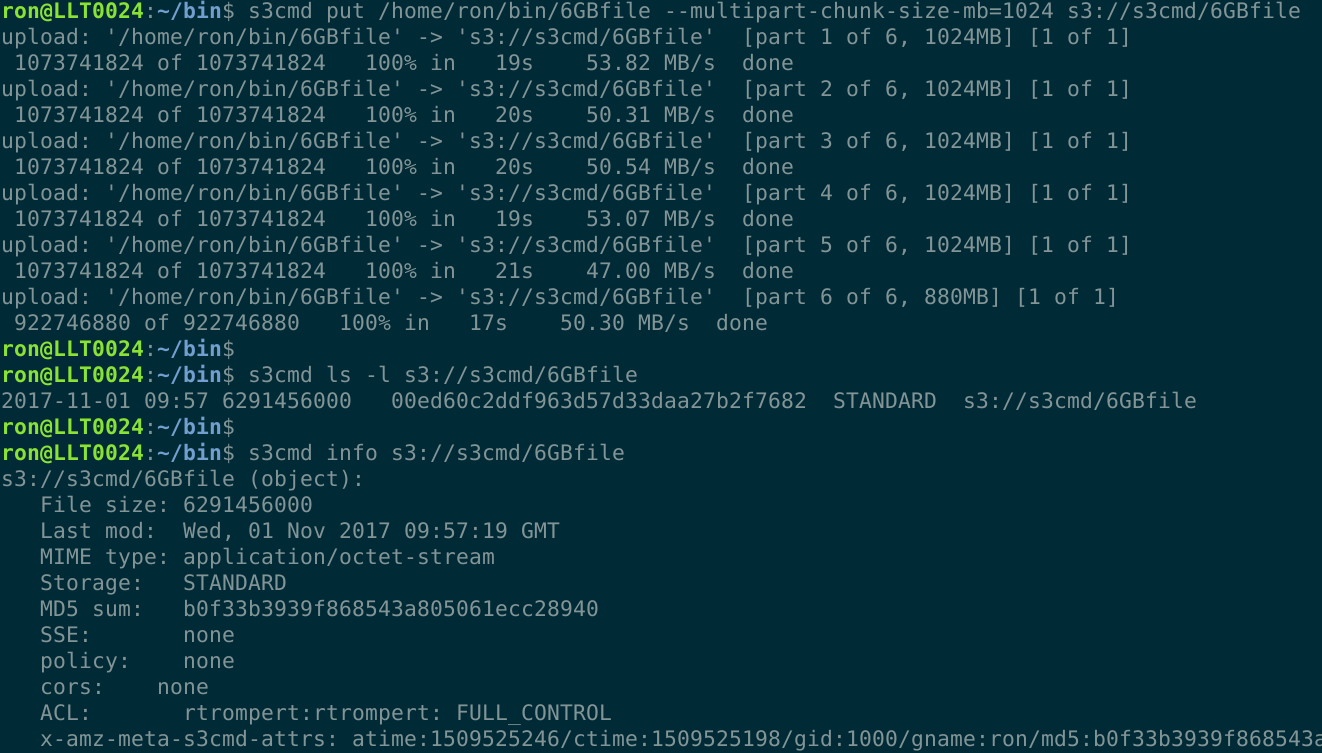 ron@LLT0024:~/bin$ s3cmd put /home/ron/bin/6GBfile --multipart-chunk-size-mb=1024 s3://s3cmd/6GBfile
upload: '/home/ron/bin/6GBfile' -> 's3://s3cmd/6GBfile'  [part 1 of 6, 1024MB] [1 of 1]
 1073741824 of 1073741824   100% in   19s    53.82 MB/s  done
upload: '/home/ron/bin/6GBfile' -> 's3://s3cmd/6GBfile'  [part 2 of 6, 1024MB] [1 of 1]
 1073741824 of 1073741824   100% in   20s    50.31 MB/s  done
upload: '/home/ron/bin/6GBfile' -> 's3://s3cmd/6GBfile'  [part 3 of 6, 1024MB] [1 of 1]
 1073741824 of 1073741824   100% in   20s    50.54 MB/s  done
upload: '/home/ron/bin/6GBfile' -> 's3://s3cmd/6GBfile'  [part 4 of 6, 1024MB] [1 of 1]
 1073741824 of 1073741824   100% in   19s    53.07 MB/s  done
upload: '/home/ron/bin/6GBfile' -> 's3://s3cmd/6GBfile'  [part 5 of 6, 1024MB] [1 of 1]
 1073741824 of 1073741824   100% in   21s    47.00 MB/s  done
upload: '/home/ron/bin/6GBfile' -> 's3://s3cmd/6GBfile'  [part 6 of 6, 880MB] [1 of 1]
 922746880 of 922746880   100% in   17s    50.30 MB/s  done
ron@LLT0024:~/bin$
ron@LLT0024:~/bin$ s3cmd ls -l s3://s3cmd/6GBfile
2017-11-01 09:57 6291456000   00ed60c2ddf963d57d33daa27b2f7682  STANDARD  s3://s3cmd/6GBfile
ron@LLT0024:~/bin$
ron@LLT0024:~/bin$ s3cmd info s3://s3cmd/6GBfile
s3://s3cmd/6GBfile (object):
   File size: 6291456000
   Last mod:  Wed, 01 Nov 2017 09:57:19 GMT
   MIME type: application/octet-stream
   Storage:   STANDARD
   MD5 sum:   b0f33b3939f868543a805061ecc28940
   SSE:       none
   policy:    none
   cors:    none
   ACL:       rtrompert:rtrompert: FULL_CONTROL
   x-amz-meta-s3cmd-attrs: atime:1509525246/ctime:1509525198/gid:1000/gname:ron/md5:b0f33b3939f868543a